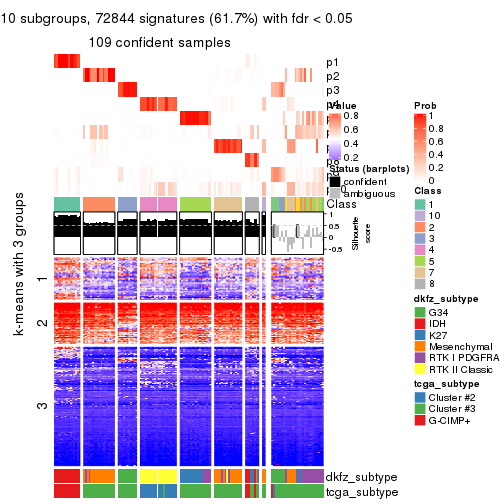 10 subgroups, 72844 signatures (61.7%) with fdr < 0.05
109 confident samples
p1
p2
p3
Value
0.8
0.6
0.4
0.2
Status (barplots)
confident
ambiguous
Class
1
0.5
0
-0.5
Silhouette
score
k-means with 3 groups
1
2
3
Prob
1
0.8
0.6
0.4
0.2
0
Class
1
10
2
3
4
5
7
8
dkfz_subtype
G34
IDH
K27
Mesenchymal
RTK I PDGFRA
RTK II Classic
tcga_subtype
Cluster #2
Cluster #3
G-CIMP+
dkfz_subtype
tcga_subtype